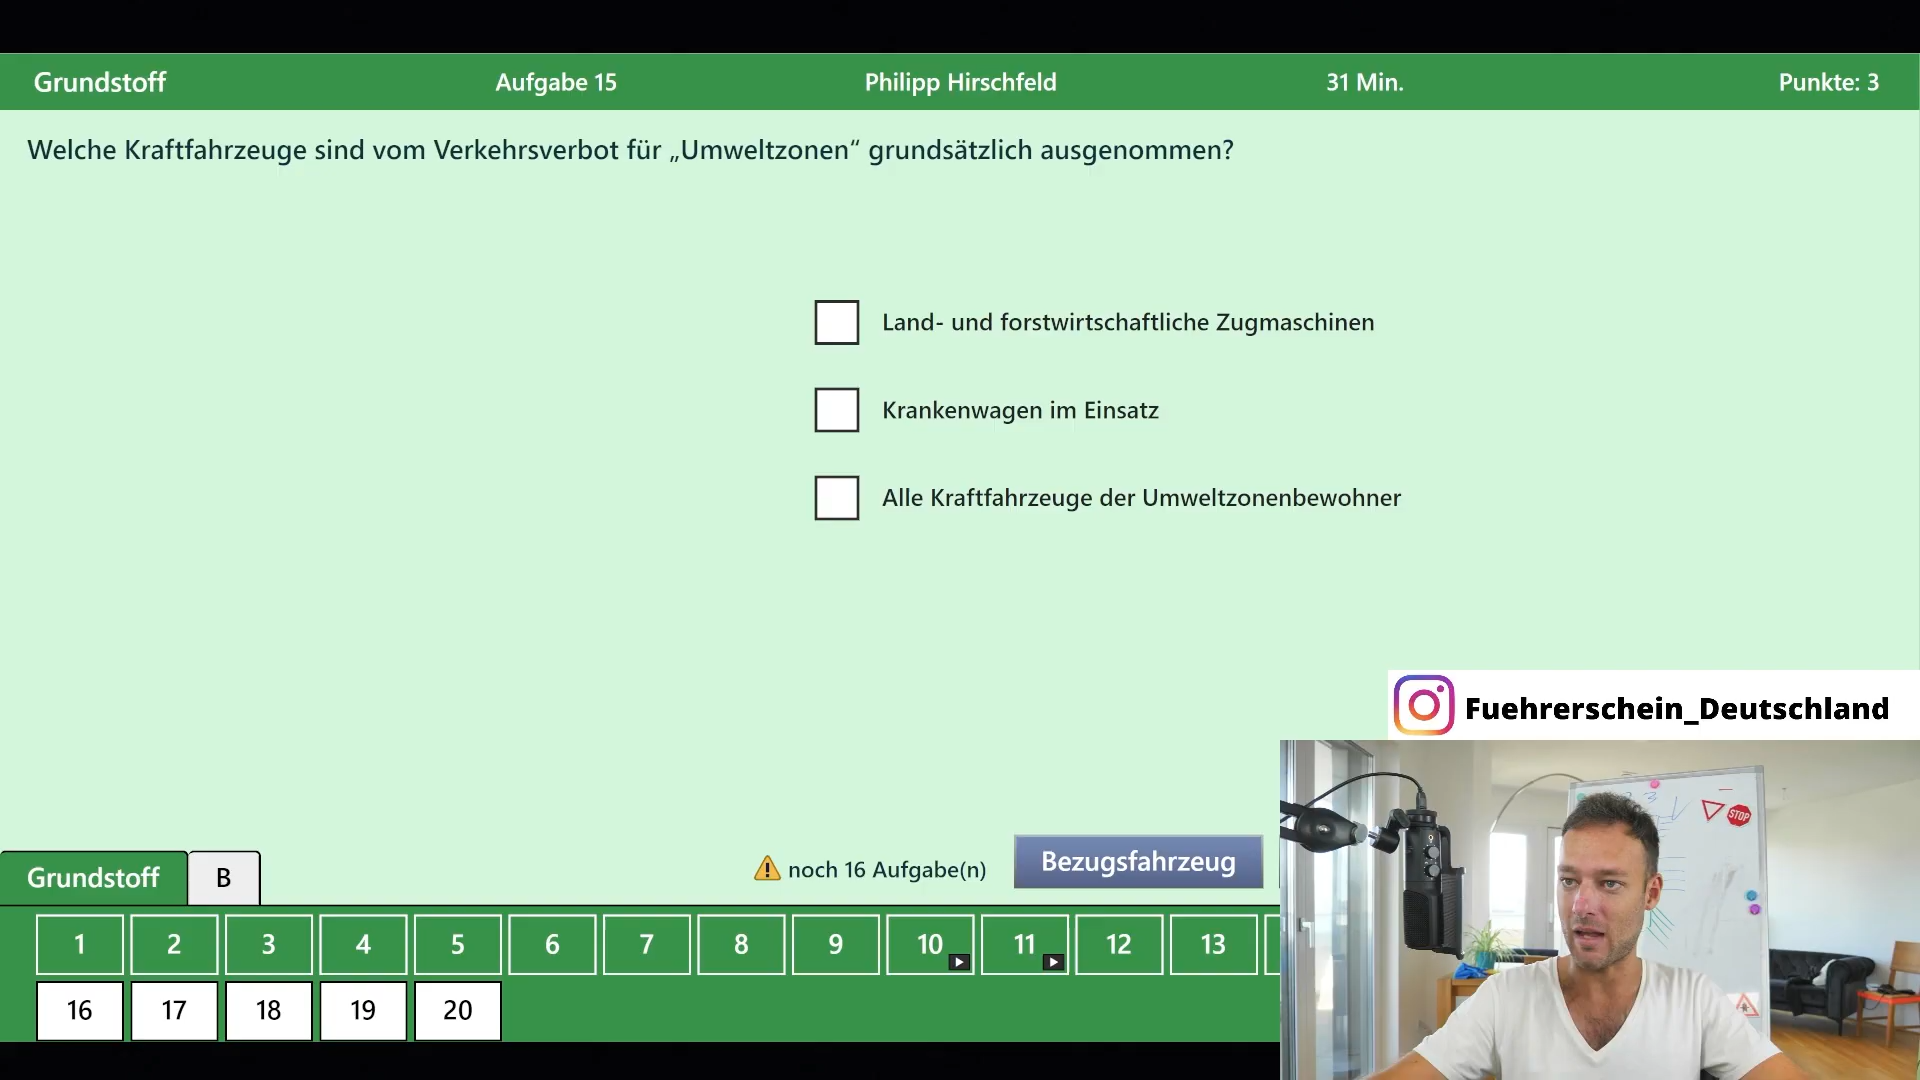 Grundstoff Aufgabe 15 Philipp Hirschfeld 31 Min. Punkte: 3
Welche Kraftfahrzeuge sind vom Verkehrsverbot für „Umweltzonen“ grundsätzlich ausgenommen?
Land- und forstwirtschaftliche Zugmaschinen
Krankenwagen im Einsatz
Alle Kraftfahrzeuge der Umweltzonenbewohner
Fuehrerschein_Deutschland
STOP
noch 16 Aufgabe(n) Bezugsfahrzeug
Grundstoff B
1 2 3 4 5 6 7 8 9 10 11 12 13
16 17 18 19 20